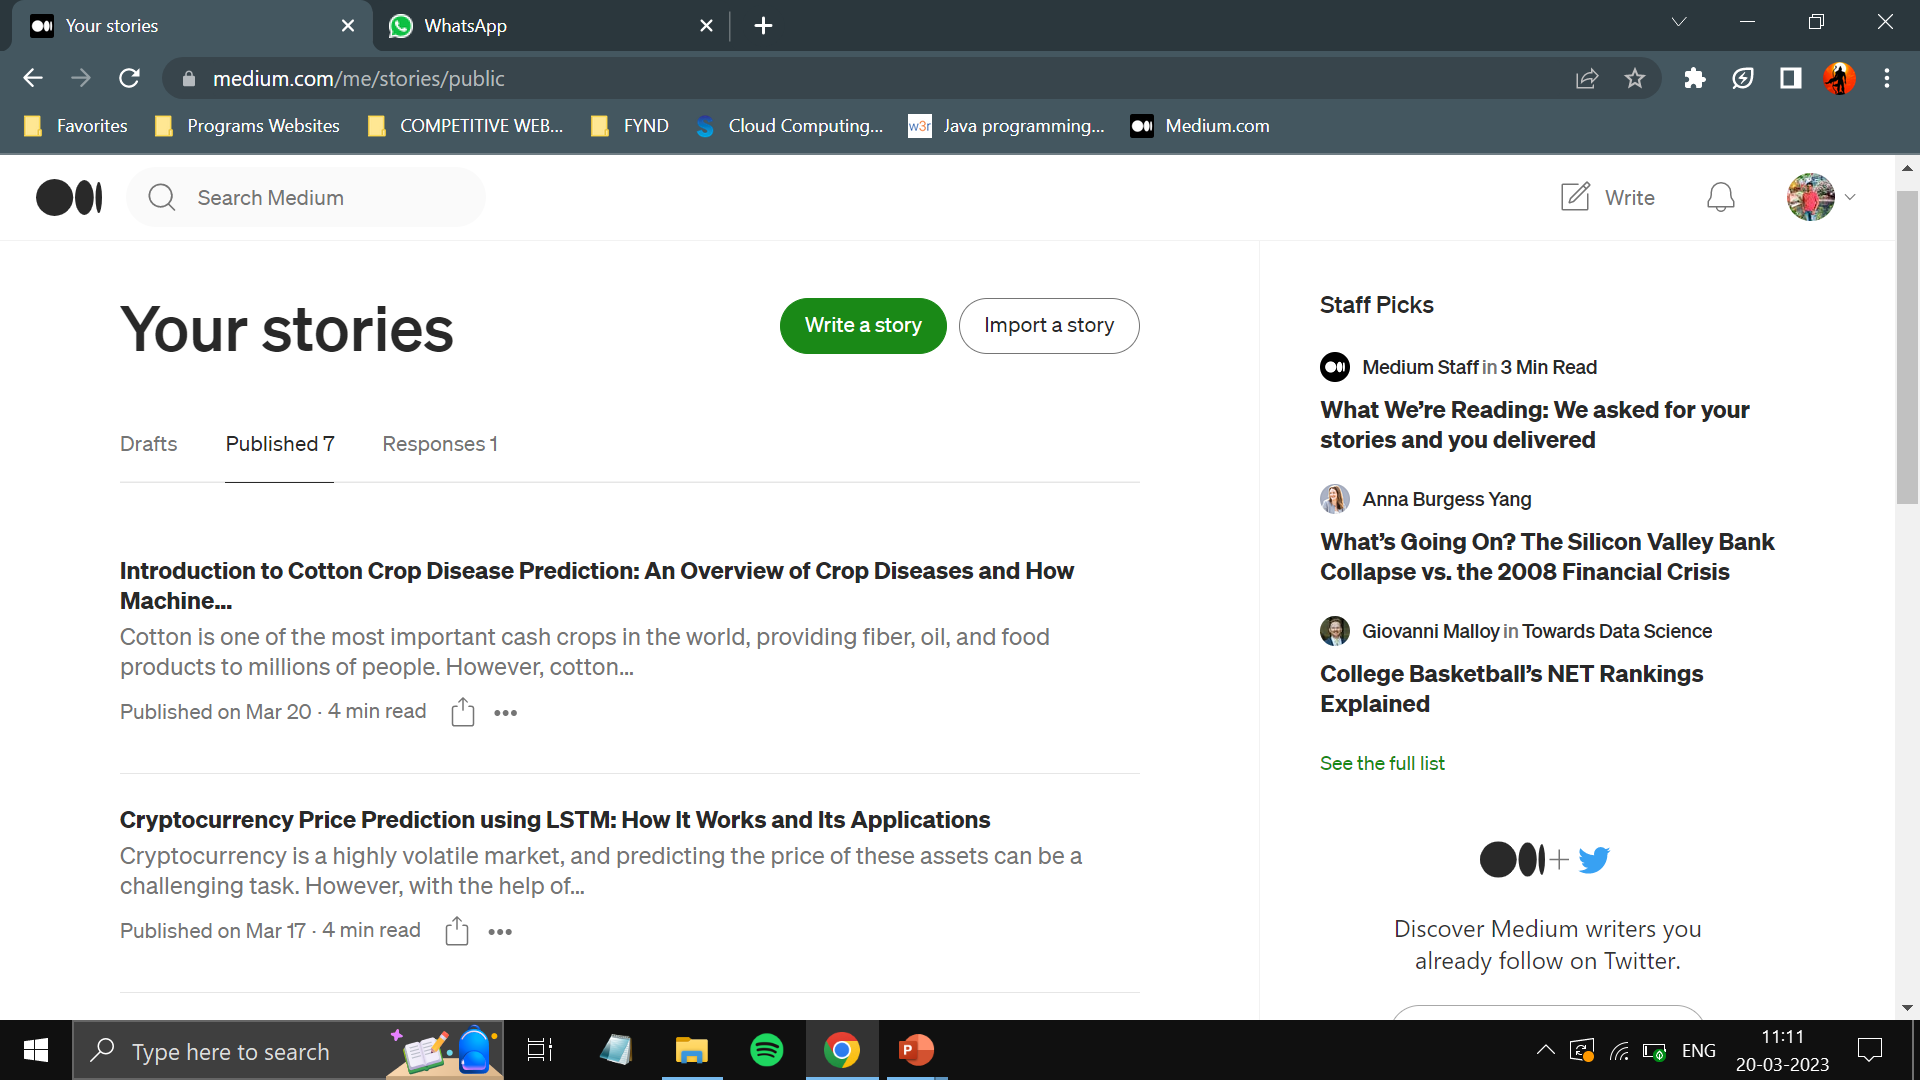 Your stories
WhatsApp
medium.com/me/stories/public
Favorites
Programs Websites
COMPETITIVE WEB...
FYND
Cloud Computing...
w3r
Java programming...
Medium.com
Search Medium
Write
Your stories
Write a story
Import a story
Drafts
Published 7
Responses 1
Introduction to Cotton Crop Disease Prediction: An Overview of Crop Diseases and How
Machine...
Cotton is one of the most important cash crops in the world, providing fiber, oil, and food
products to millions of people. However, cotton...
Published on Mar 20 · 4 min read
Cryptocurrency Price Prediction using LSTM: How It Works and Its Applications
Cryptocurrency is a highly volatile market, and predicting the price of these assets can be a
challenging task. However, with the help of...
Published on Mar 17 · 4 min read
Staff Picks
Medium Staff in 3 Min Read
What We’re Reading: We asked for your
stories and you delivered
Anna Burgess Yang
What’s Going On? The Silicon Valley Bank
Collapse vs. the 2008 Financial Crisis
Giovanni Malloy in Towards Data Science
College Basketball’s NET Rankings
Explained
See the full list
Discover Medium writers you
already follow on Twitter.
Type here to search
P
ENG
11:11
20-03-2023